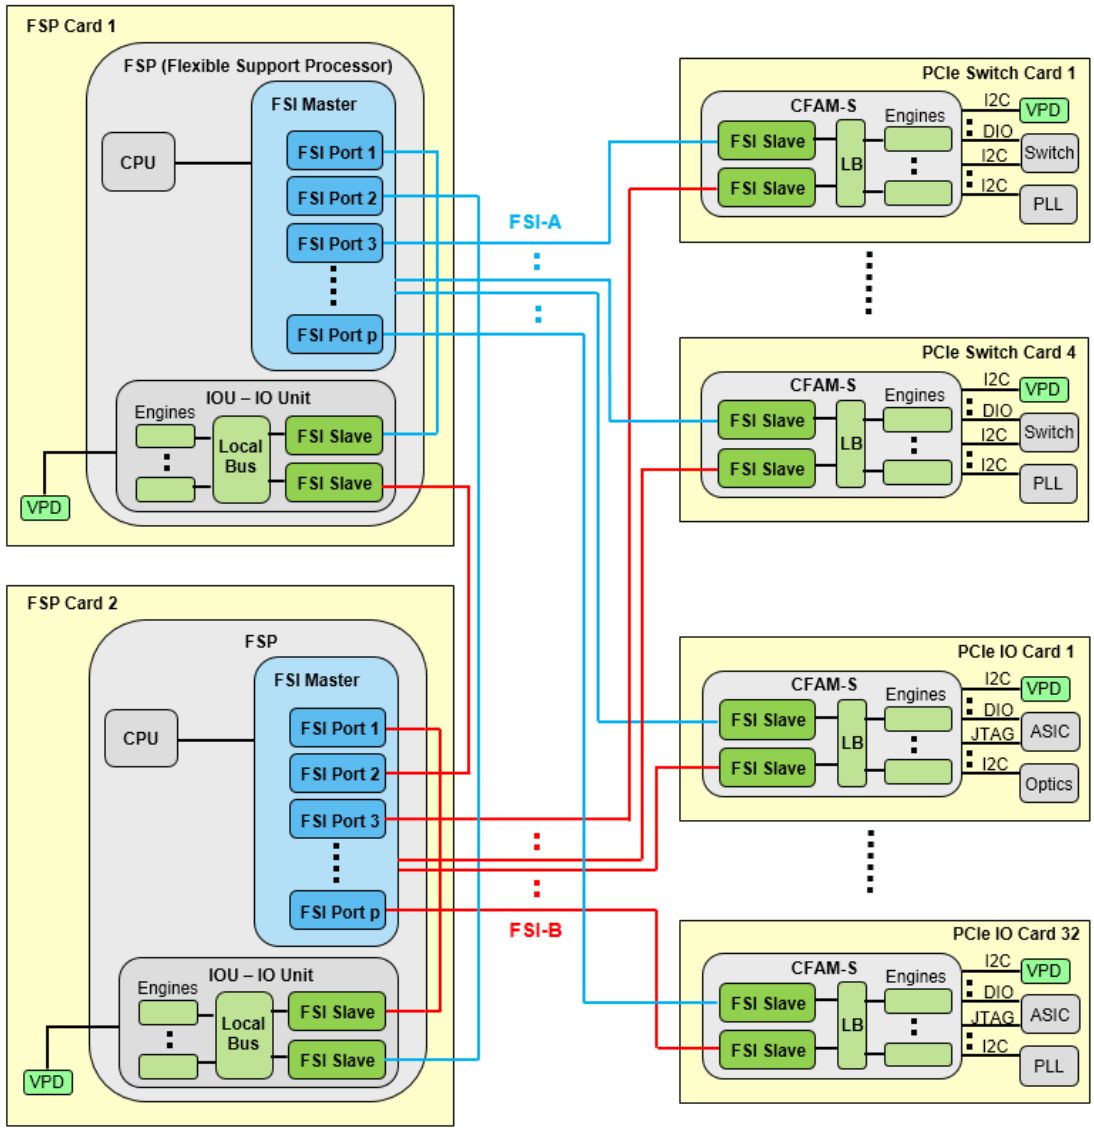 FSP Card 1
FSP (Flexible Support Processor)
FSI Master
CPU
FSI Port 1
FSI Port 2
FSI Port 3
FSI Port p
IOU – IO Unit
Engines
Local
Bus
FSI Slave
FSI Slave
VPD
FSP Card 2
FSP
FSI Master
CPU
FSI Port 1
FSI Port 2
FSI Port 3
FSI Port p
IOU – IO Unit
Engines
Local
Bus
FSI Slave
FSI Slave
VPD
FSI-A
FSI-B
PCIe Switch Card 1
CFAM-S
Engines
FSI Slave
FSI Slave
LB
I2C
VPD
DIO
Switch
I2C
I2C
PLL
PCIe Switch Card 4
CFAM-S
Engines
FSI Slave
FSI Slave
LB
I2C
VPD
DIO
Switch
I2C
I2C
PLL
PCIe IO Card 1
CFAM-S
Engines
FSI Slave
FSI Slave
LB
I2C
VPD
DIO
ASIC
JTAG
I2C
Optics
PCIe IO Card 32
CFAM-S
Engines
FSI Slave
FSI Slave
LB
I2C
VPD
DIO
ASIC
JTAG
I2C
PLL